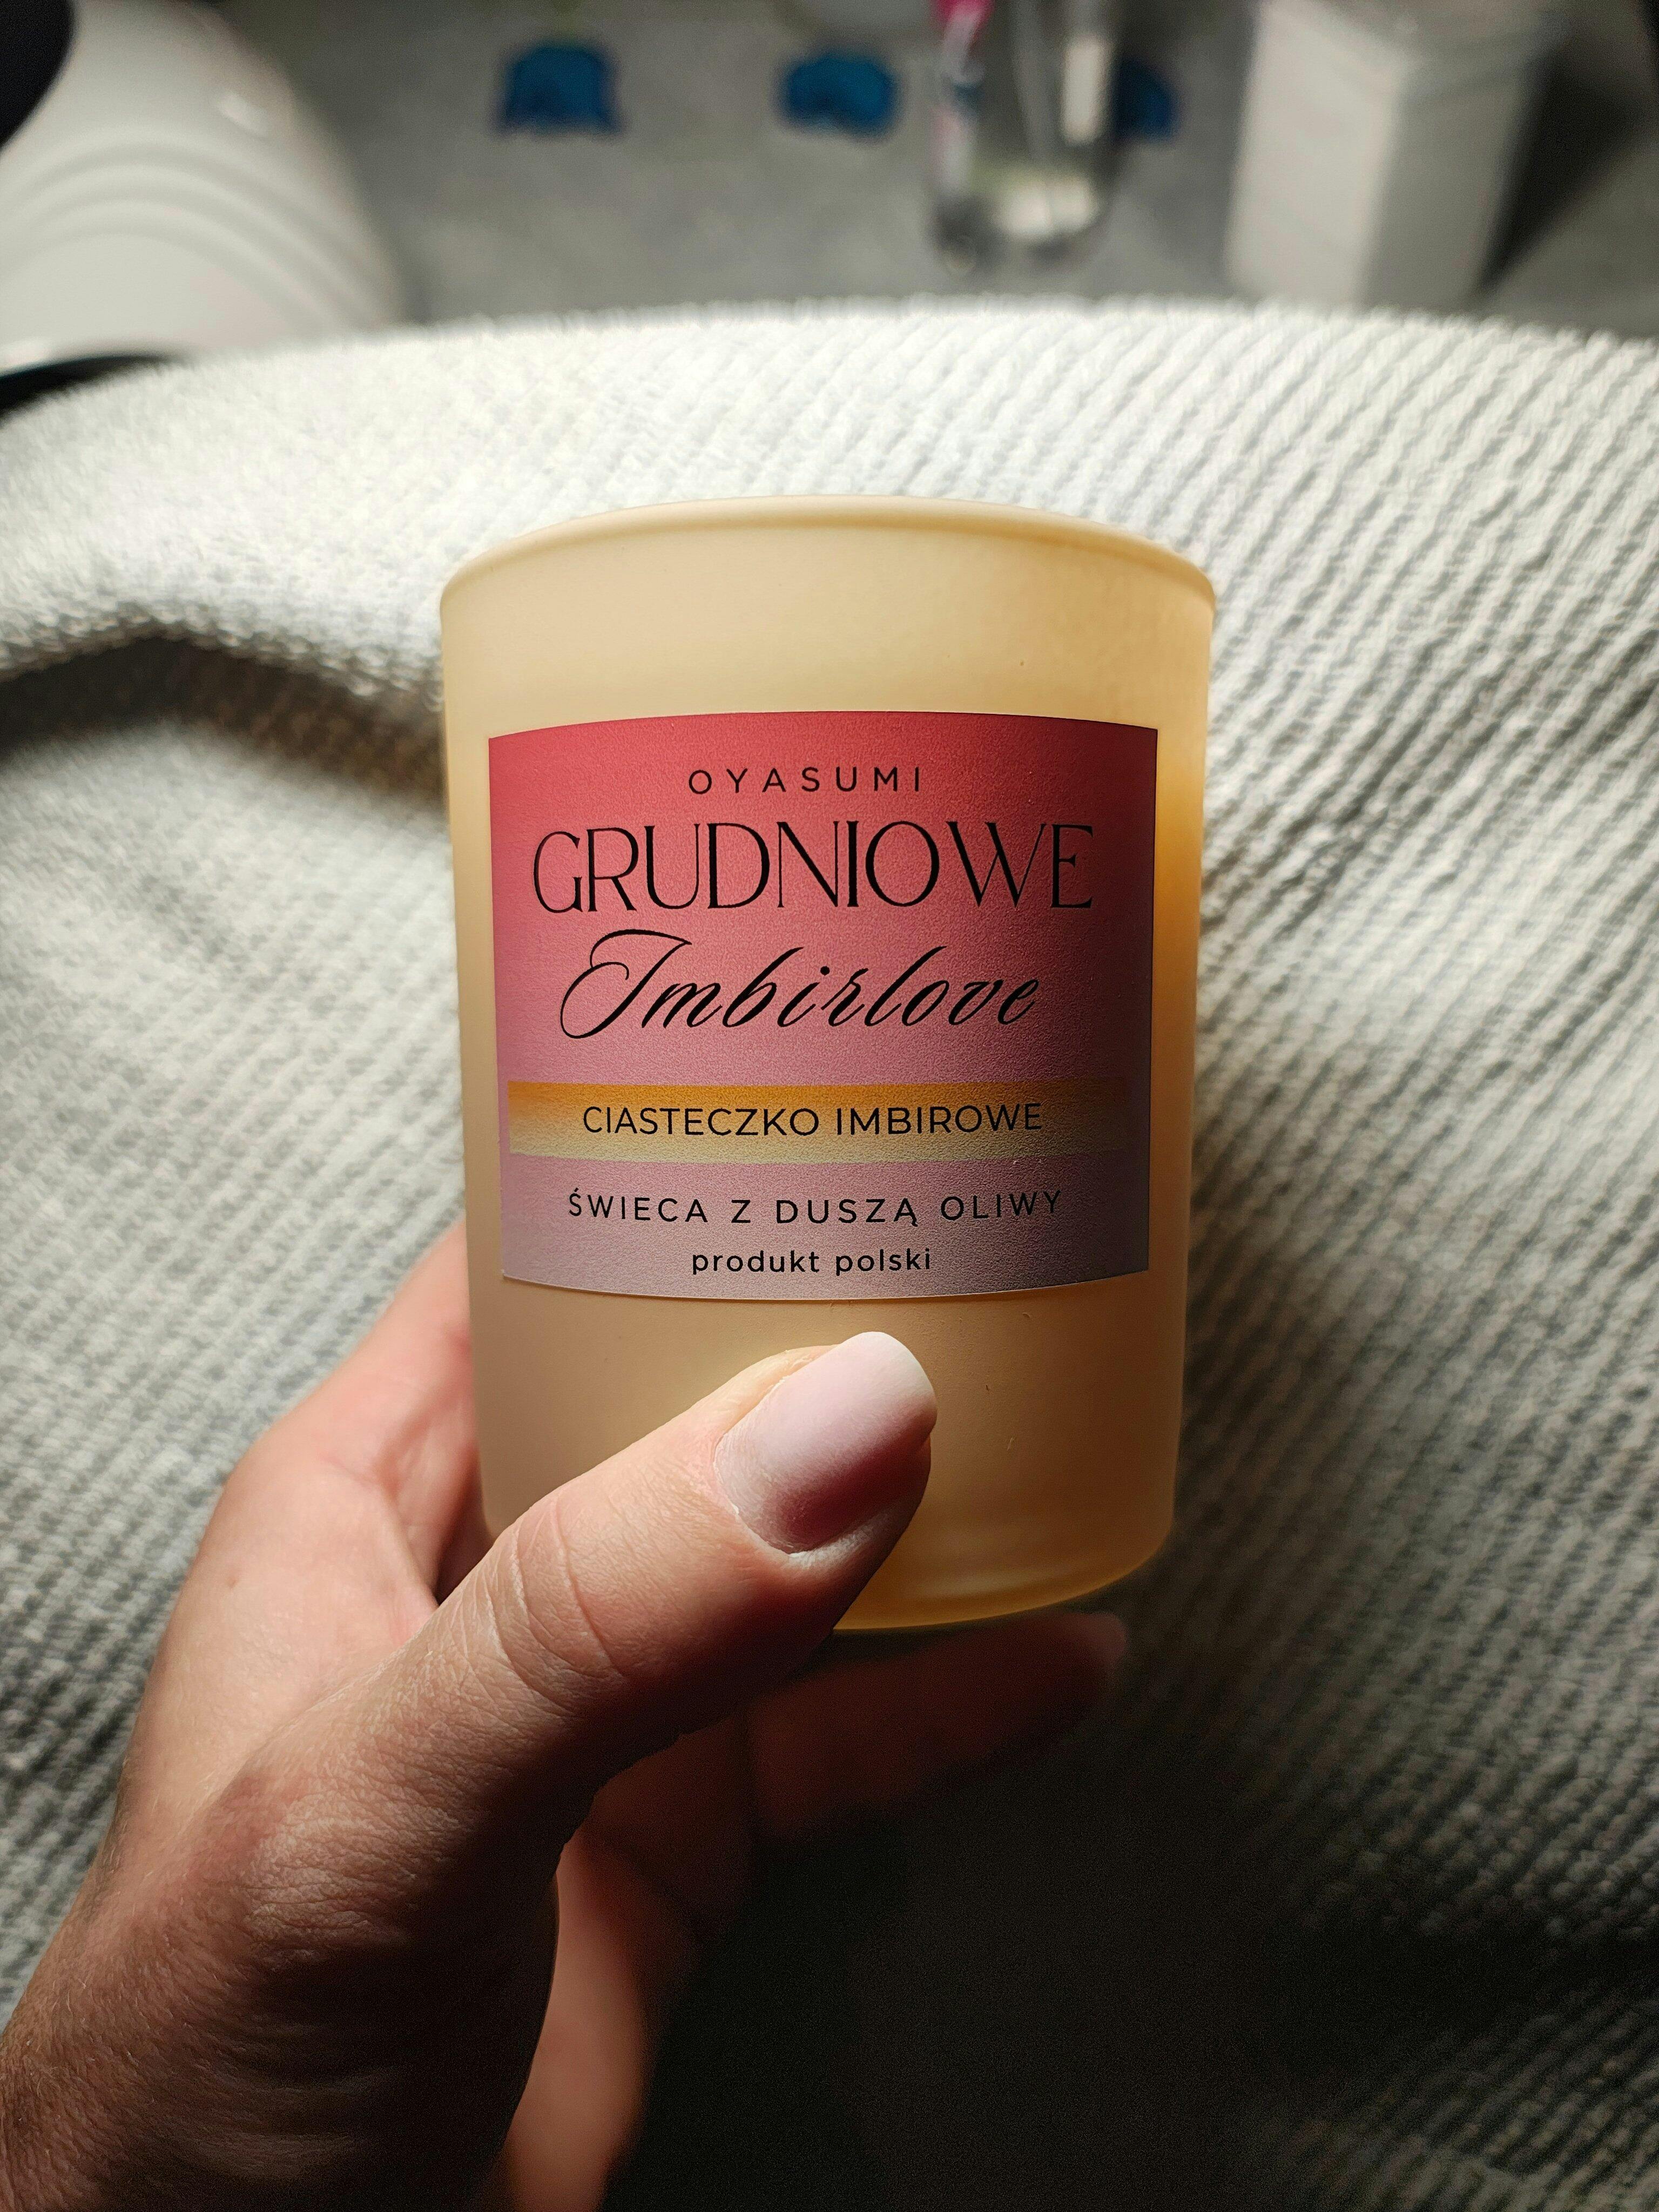 OYASUMI
GRUDNIOWE
Imbirlove
CIASTECZKO IMBIROWE
ŚWIECA Z DUSZĄ OLIWY
produkt polski